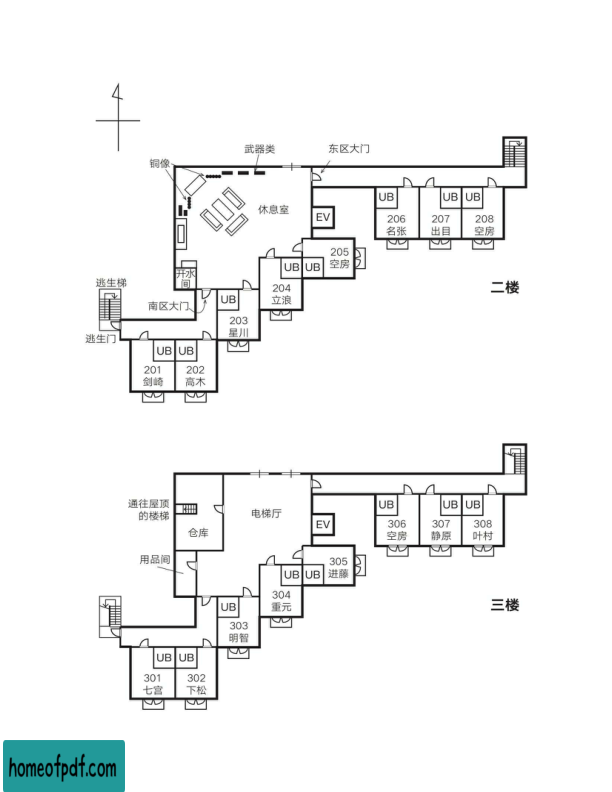 武器类
东区大门
铜像
休息室
EV
UB
UB
UB
206
名张
207
出目
208
空房
205
空房
开水
间
UB
UB
204
立浪
二楼
逃生梯
南区大门
UB
203
星川
逃生门
UB
UB
201
剑崎
202
高木
通往屋顶
的楼梯
电梯厅
仓库
EV
UB
UB
UB
306
空房
307
静原
308
叶村
用品间
305
进藤
UB
UB
304
重元
三楼
UB
303
明智
UB
UB
301
七宫
302
下松
homeofpdf.com